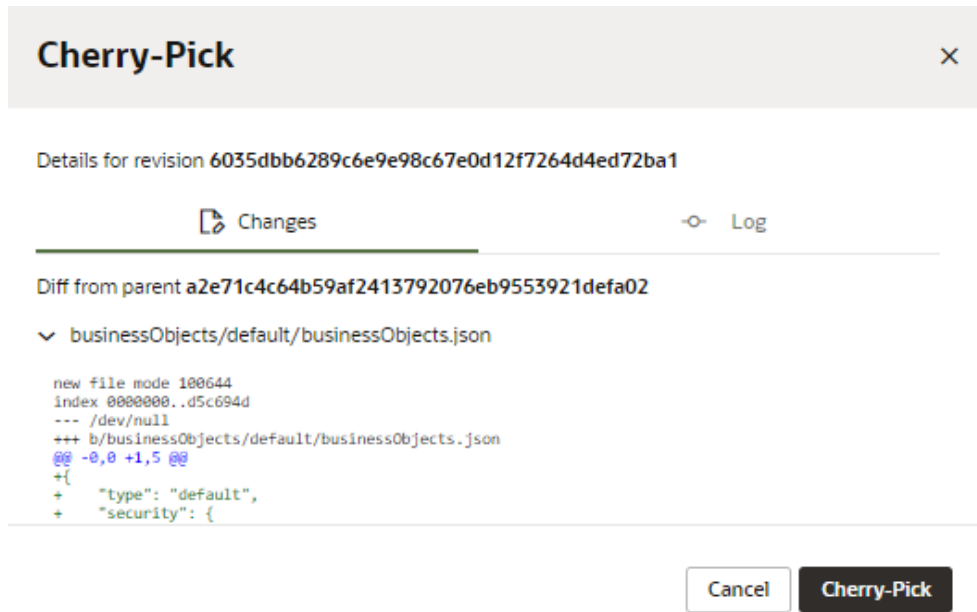 Cherry-Pick
Details for revision 6035dbb6289c6e9e98c67e0d12f7264d4ed72ba1
Changes
Log
Diff from parent a2e71c4c64b59af2413792076eb9553921defa02
businessObjects/default/businessObjects.json
new file mode 100644
index 0000000..d5c694d
--- /dev/null
+++ b/businessObjects/default/businessObjects.json
@@ -0,0 +1,5 @@
+{
+    "type": "default",
+    "security": {
Cancel
Cherry-Pick